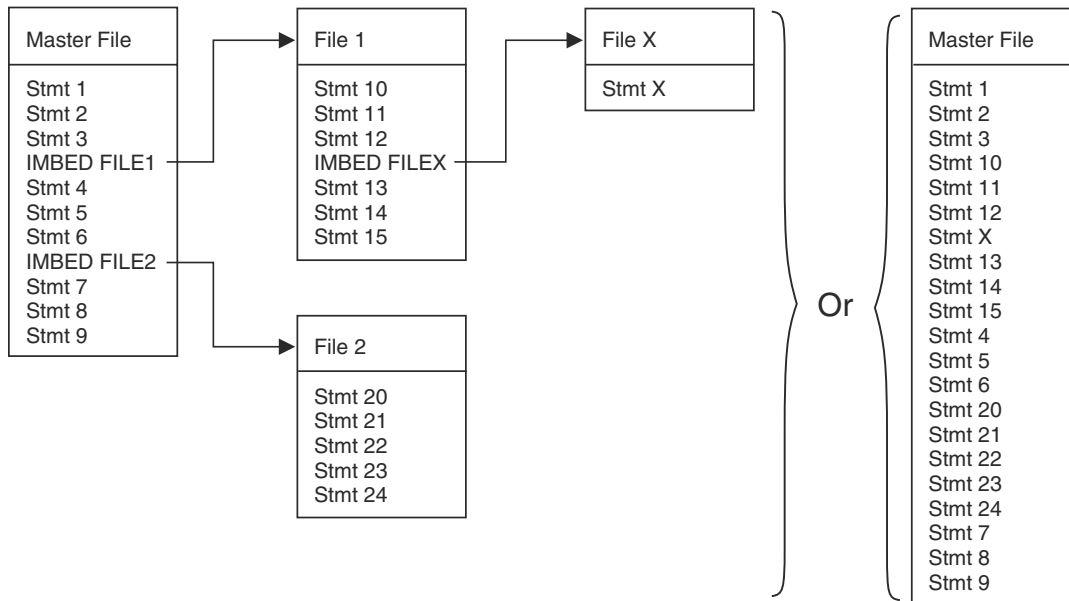 Master File
Stmt 1
Stmt 2
Stmt 3
IMBED FILE1
Stmt 4
Stmt 5
Stmt 6
IMBED FILE2
Stmt 7
Stmt 8
Stmt 9
File 1
Stmt 10
Stmt 11
Stmt 12
IMBED FILEX
Stmt 13
Stmt 14
Stmt 15
File X
Stmt X
File 2
Stmt 20
Stmt 21
Stmt 22
Stmt 23
Stmt 24
Or
Master File
Stmt 1
Stmt 2
Stmt 3
Stmt 10
Stmt 11
Stmt 12
Stmt X
Stmt 13
Stmt 14
Stmt 15
Stmt 4
Stmt 5
Stmt 6
Stmt 20
Stmt 21
Stmt 22
Stmt 23
Stmt 24
Stmt 7
Stmt 8
Stmt 9